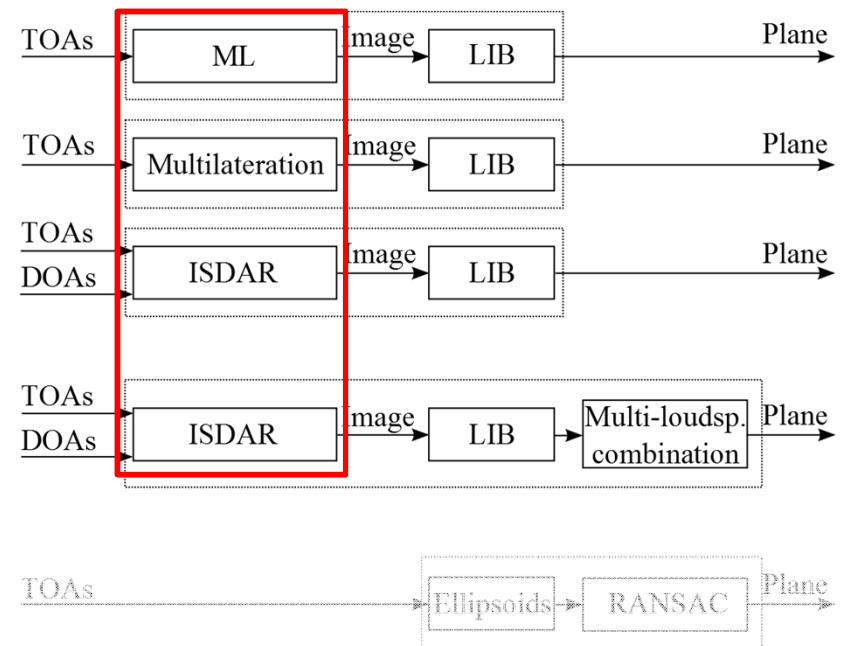 TOAs ML Image LIB Plane
TOAs Multilateration Image LIB Plane
TOAs
DOAs ISDAR Image LIB Plane
TOAs
DOAs ISDAR Image LIB Multi-loudsp. combination Plane
TOAs Ellipsoids RANSAC Plane